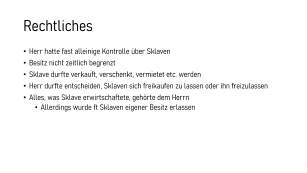 Rechtliches
• Herr hatte fast alleinige Kontrolle über Sklaven
• Besitz nicht zeitlich begrenzt
• Sklave durfte verkauft, verschenkt, vermietet etc. werden
• Herr durfte entscheiden, Sklaven sich freikaufen zu lassen oder ihn freizulassen
• Alles, was Sklave erwirtschaftete, gehörte dem Herrn
• Allerdings wurde ft Sklaven eigener Besitz erlassen